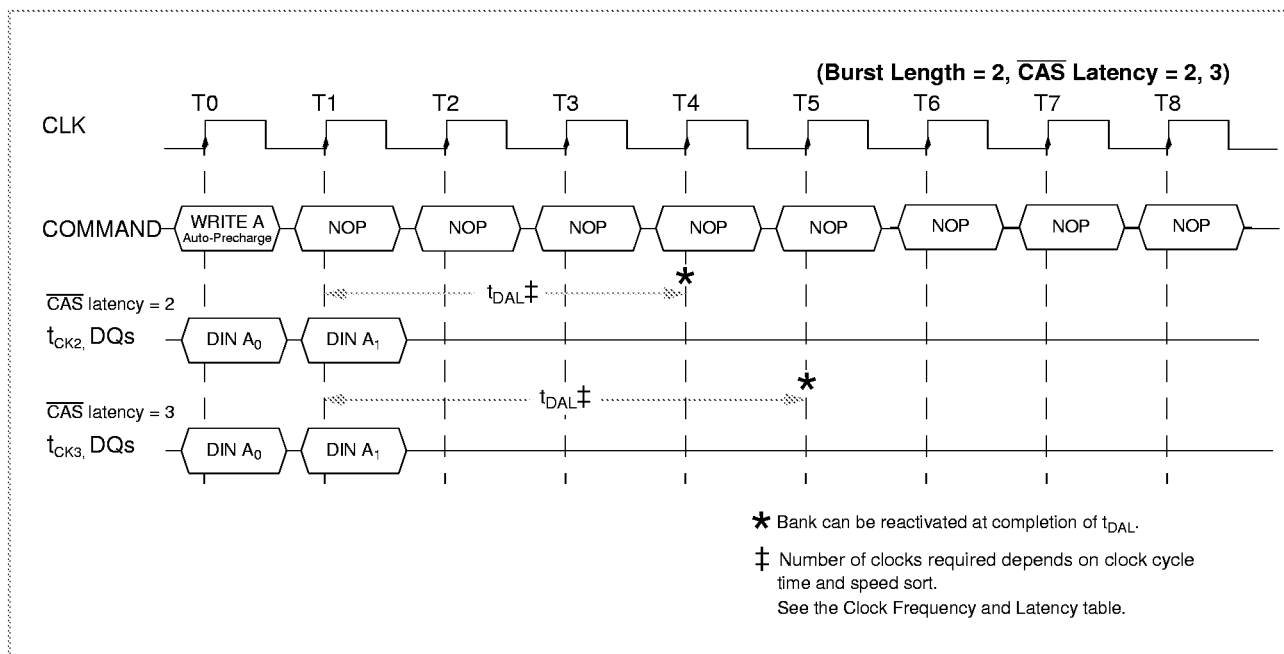 (Burst Length = 2, CAS Latency = 2, 3)
T0 T1 T2 T3 T4 T5 T6 T7 T8
CLK
COMMAND WRITE A Auto-Precharge NOP NOP NOP NOP NOP NOP NOP NOP
*
tDAL‡
CAS latency = 2
tCK2, DQs DIN A0 DIN A1
*
tDAL‡
CAS latency = 3
tCK3, DQs DIN A0 DIN A1
* Bank can be reactivated at completion of tDAL.
‡ Number of clocks required depends on clock cycle
time and speed sort.
See the Clock Frequency and Latency table.